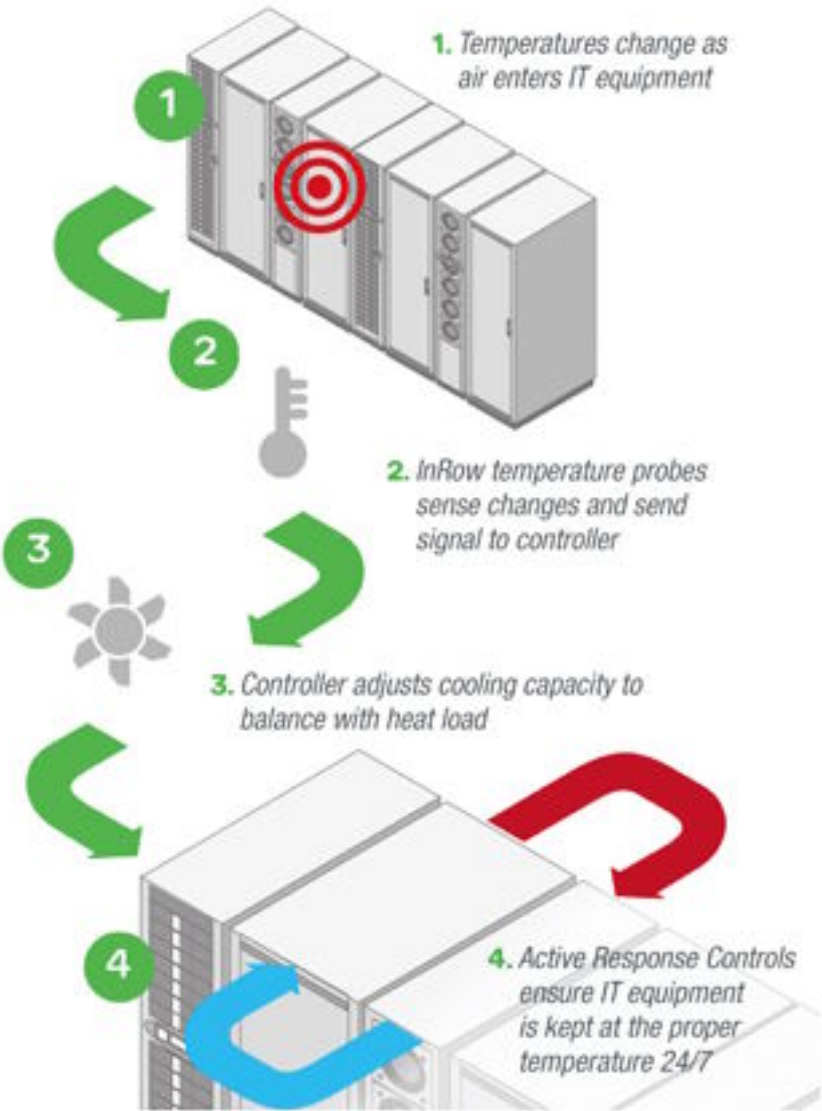 1. Temperatures change as
air enters IT equipment
1
2
2. InRow temperature probes
sense changes and send
signal to controller
3
3. Controller adjusts cooling capacity to
balance with heat load
4
4. Active Response Controls
ensure IT equipment
is kept at the proper
temperature 24/7